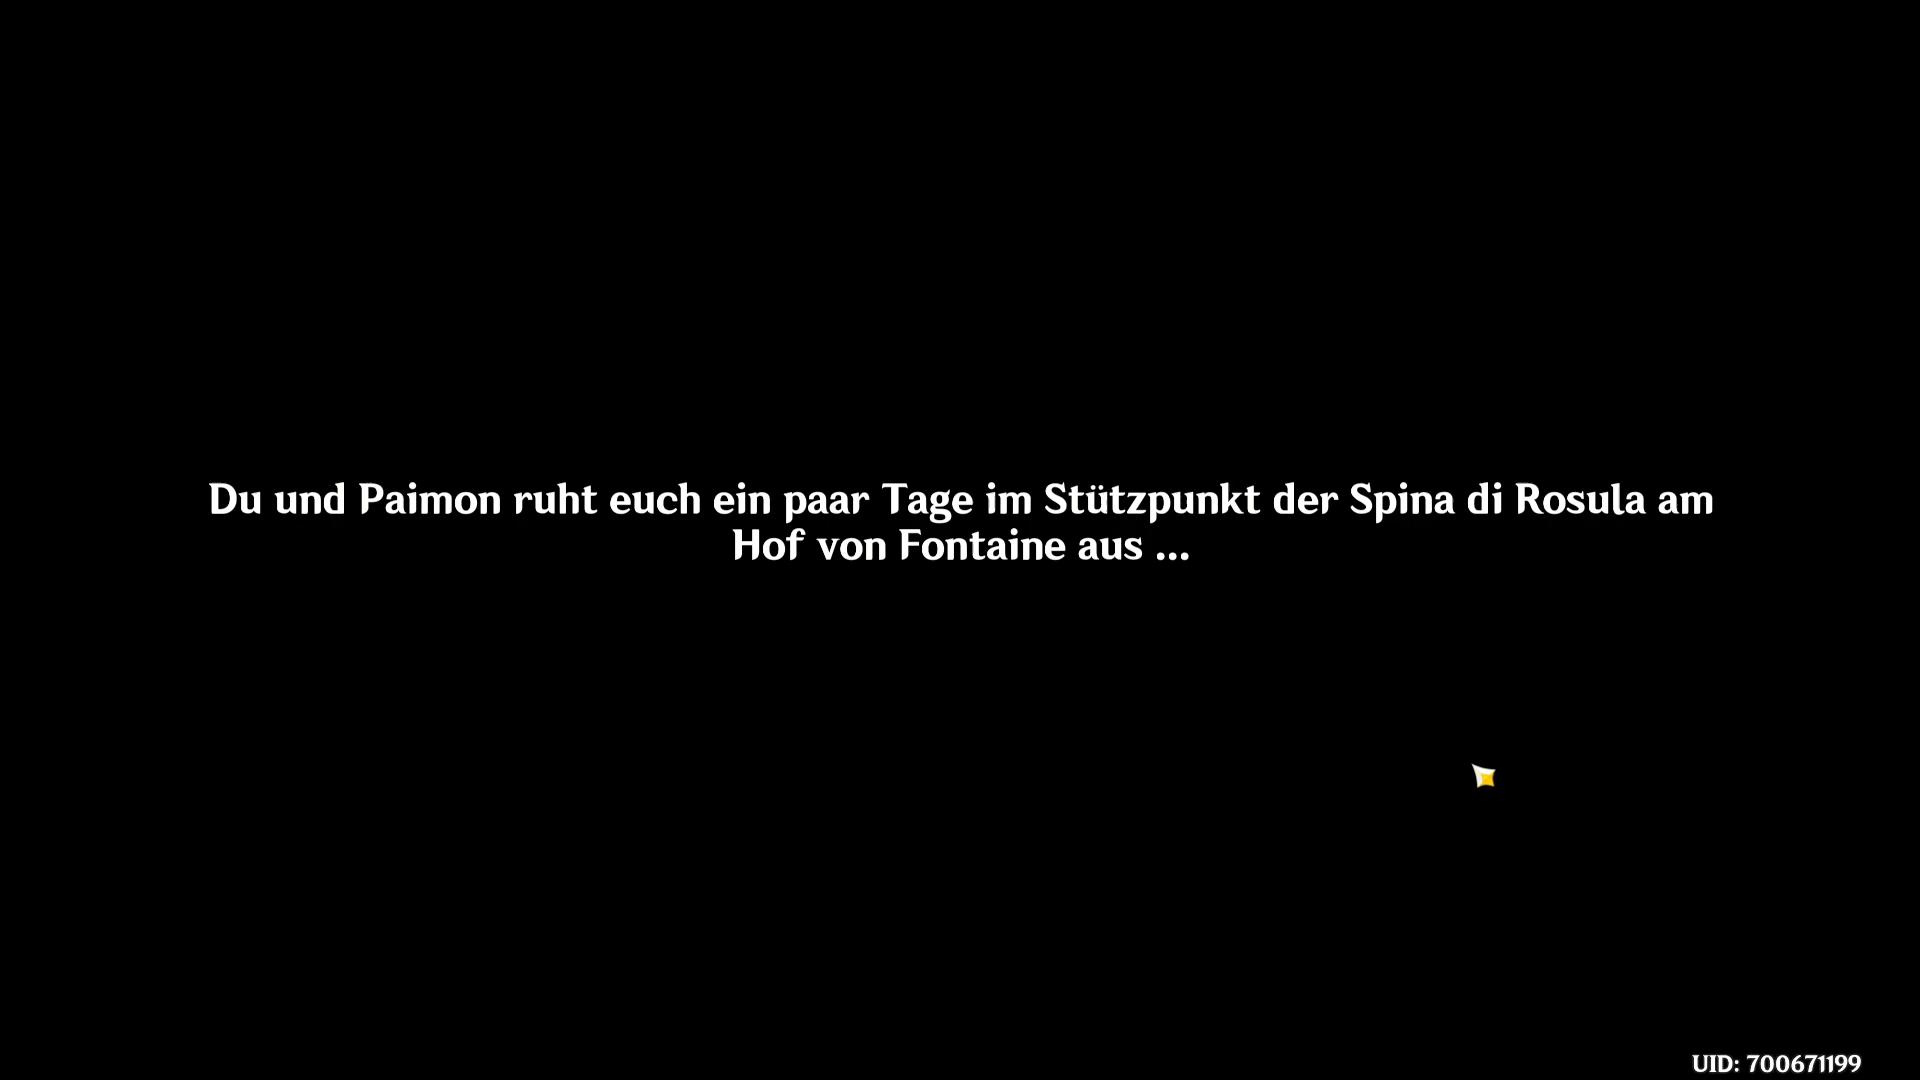 Du und Paimon ruht euch ein paar Tage im Stützpunkt der Spina di Rosula am
Hof von Fontaine aus ...
UID: 700671199